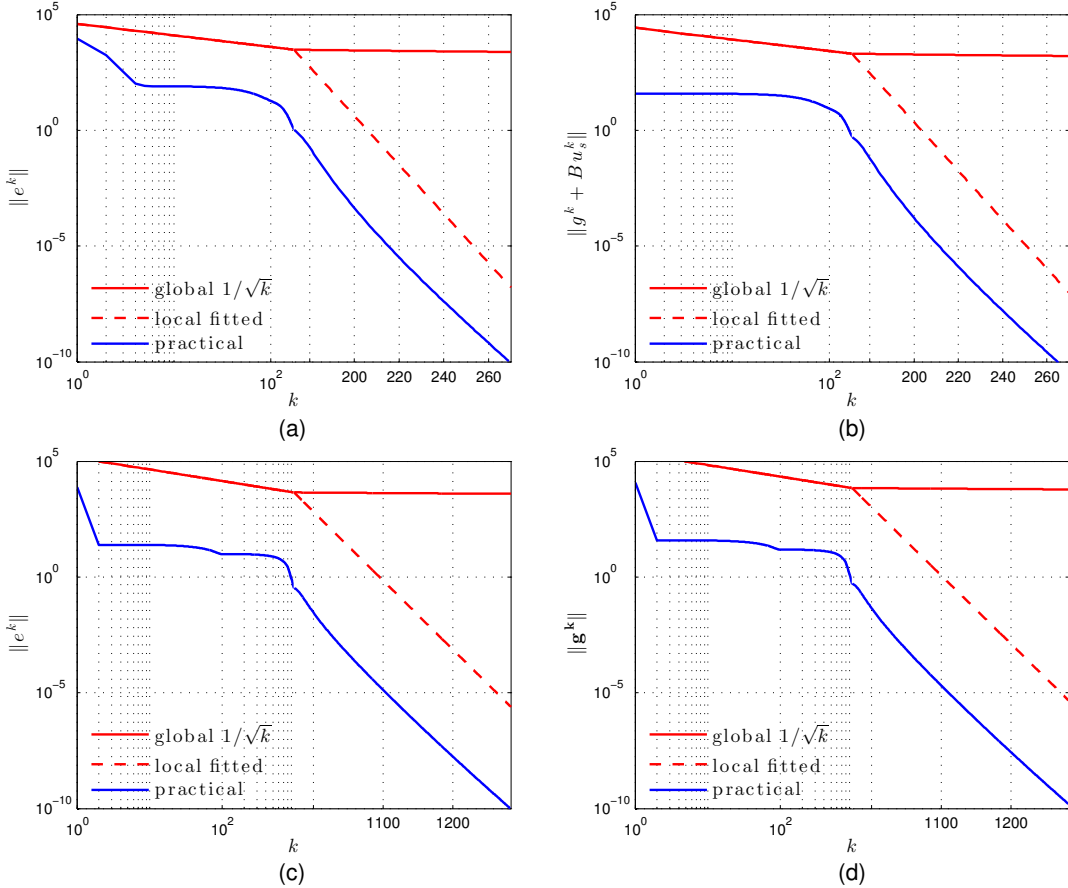 10^5
10^0
10^-5
10^-10
‖e^k‖
global 1/√k
local fitted
practical
10^0 10^2 200 220 240 260
k
(a)
10^5
10^0
10^-5
10^-10
‖g^k + Bu_s^k‖
global 1/√k
local fitted
practical
10^0 10^2 200 220 240 260
k
(b)
10^5
10^0
10^-5
10^-10
‖e^k‖
global 1/√k
local fitted
practical
10^0 10^2 1100 1200
k
(c)
10^5
10^0
10^-5
10^-10
‖g^k‖
global 1/√k
local fitted
practical
10^0 10^2 1100 1200
k
(d)